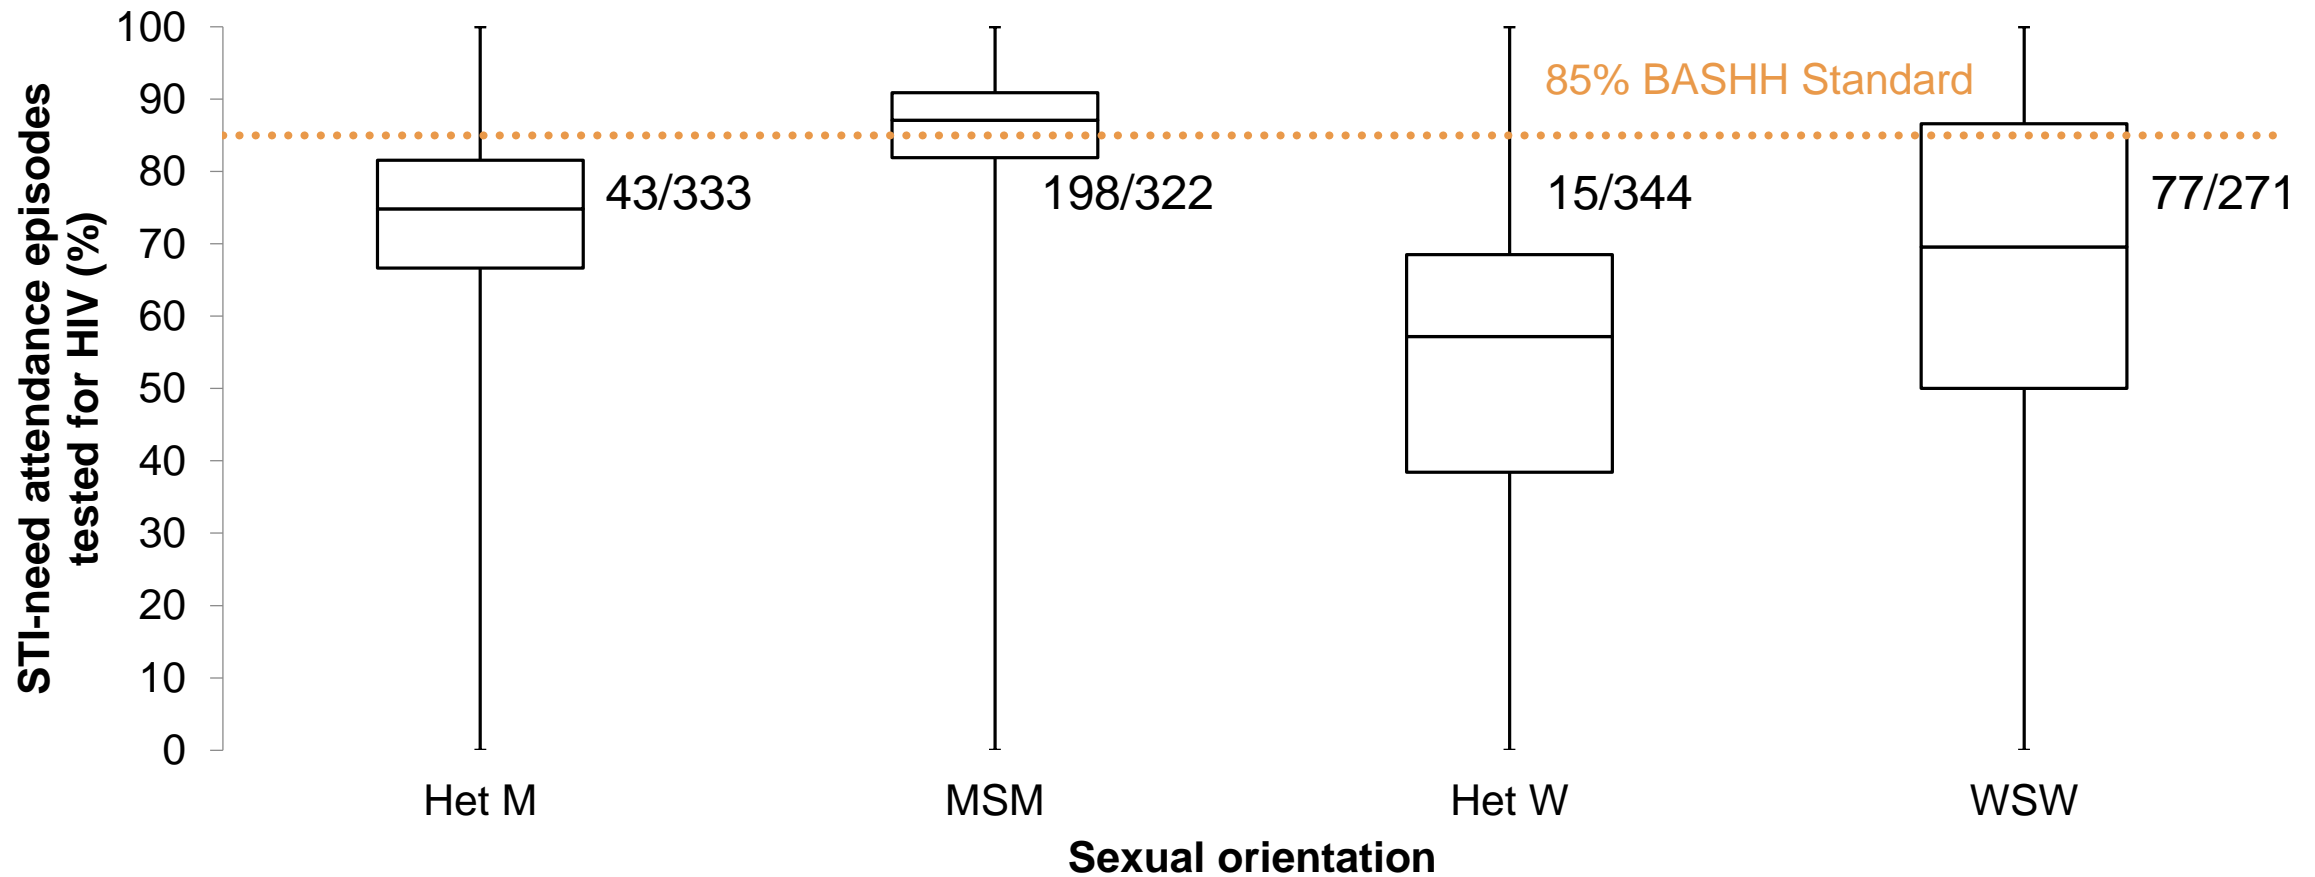 STI-need attendance episodes
tested for HIV (%)
100
90
80
70
60
50
40
30
20
10
0
85% BASHH Standard
43/333
198/322
15/344
77/271
Het M
MSM
Het W
WSW
Sexual orientation